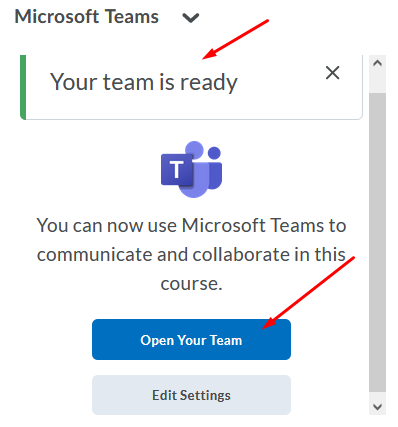 Microsoft Teams
Your team is ready
T
You can now use Microsoft Teams to
communicate and collaborate in this
course.
Open Your Team
Edit Settings